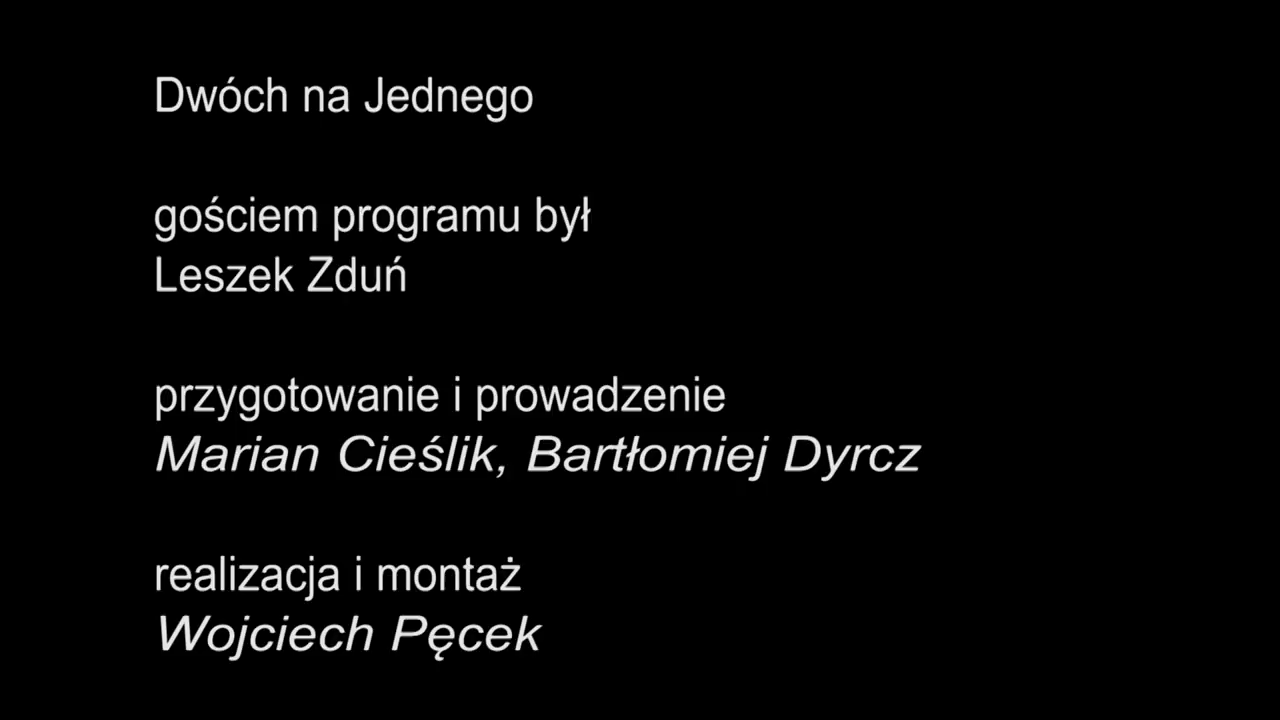 Dwóch na Jednego
gościem programu był
Leszek Zduń
przygotowanie i prowadzenie
Marian Cieślik, Bartłomiej Dyrcz
realizacja i montaż
Wojciech Pęcek